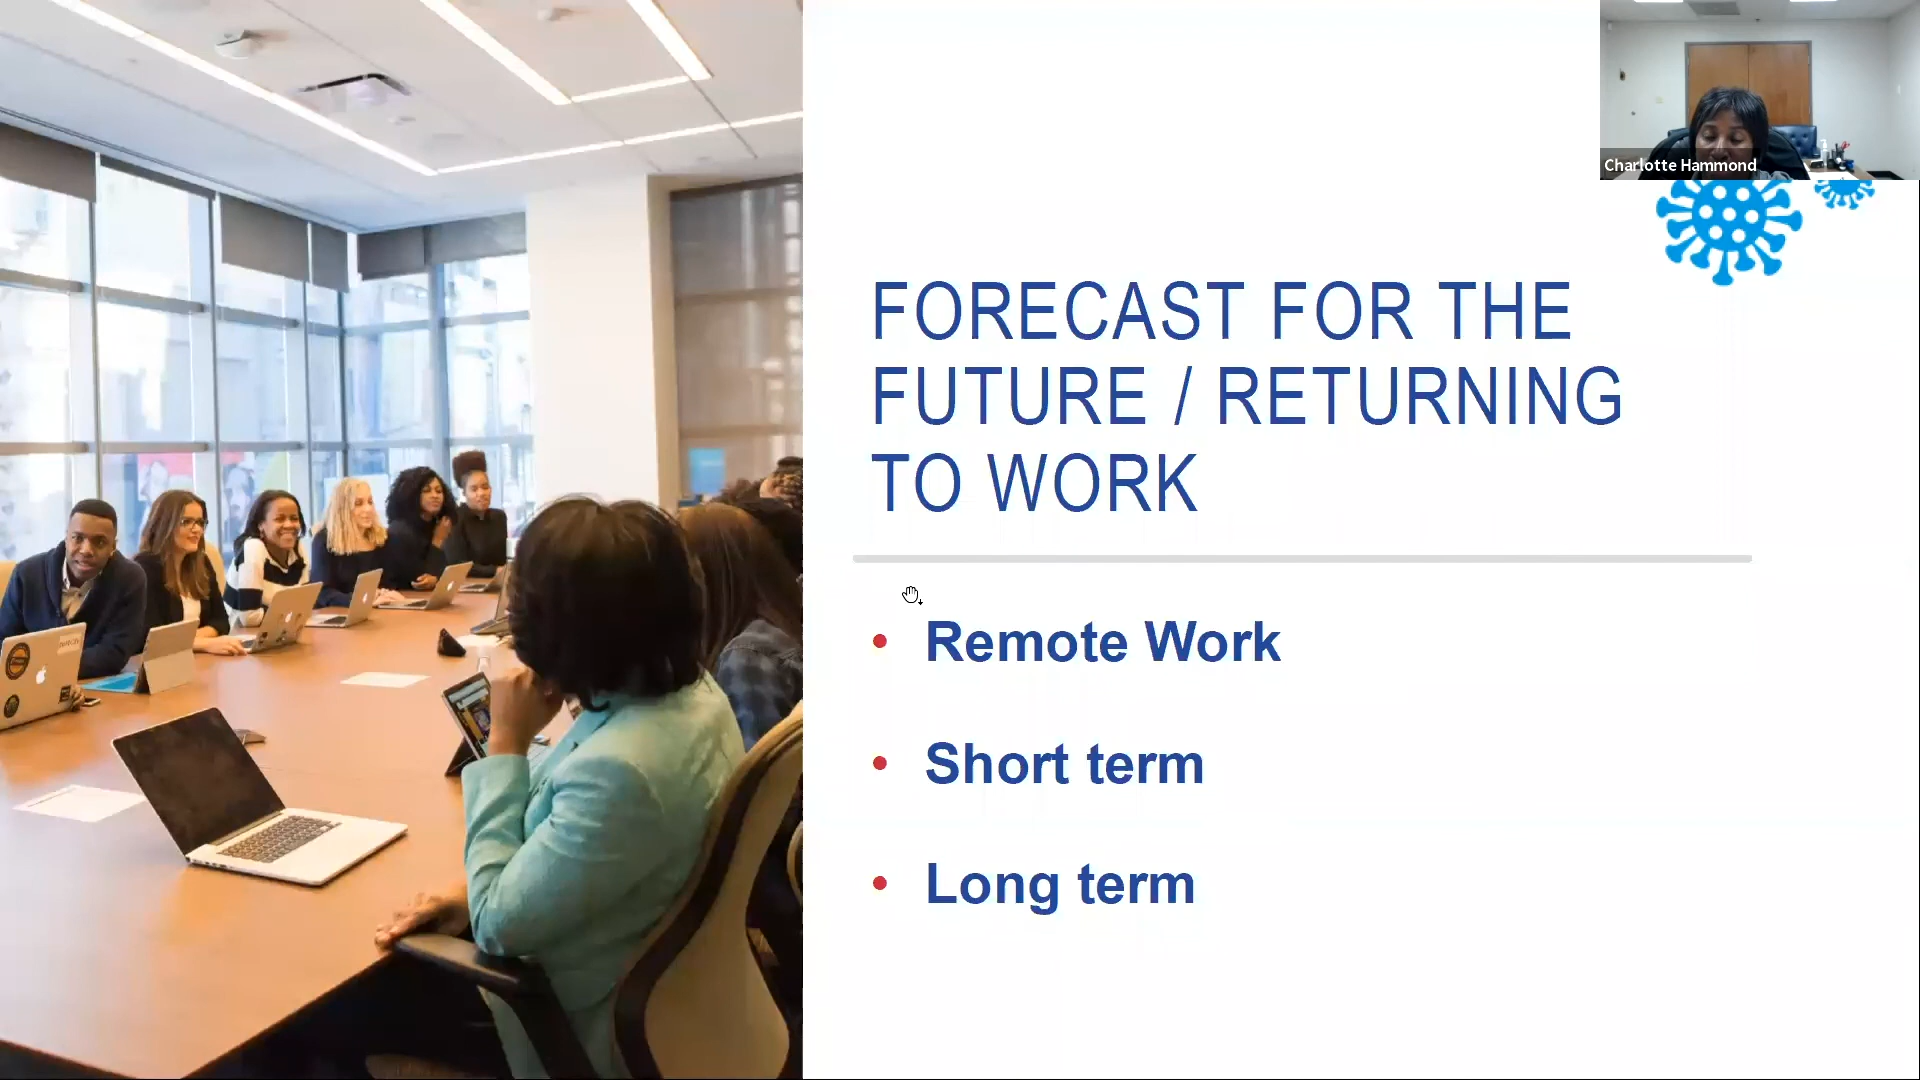 Charlotte Hammond
FORECAST FOR THE
FUTURE / RETURNING
TO WORK
• Remote Work
• Short term
• Long term